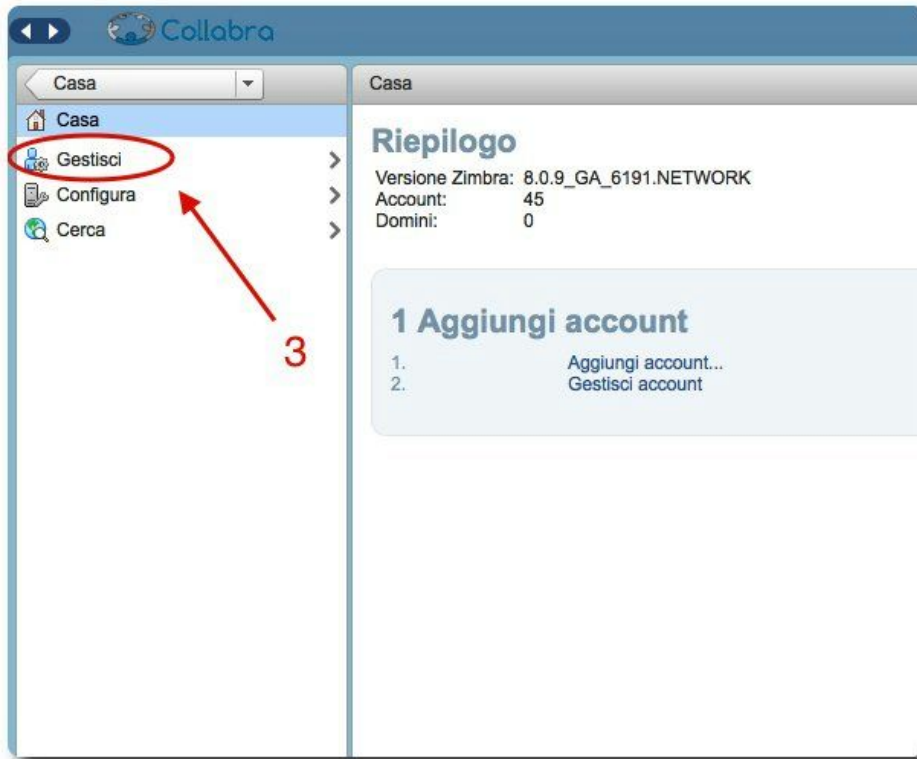 Collabra
Casa
Casa
Casa
Gestisci
Configura
Cerca
3
Riepilogo
Versione Zimbra: 8.0.9_GA_6191.NETWORK
Account: 45
Domini: 0
1 Aggiungi account
1. Aggiungi account...
2. Gestisci account